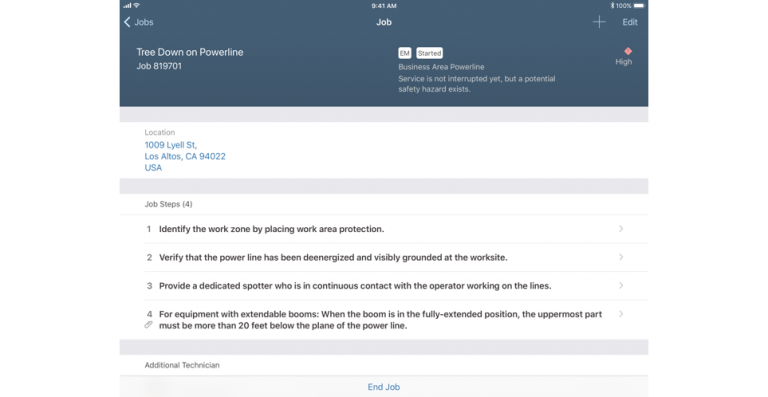 9:41 AM
100%
Jobs
Job
Edit
Tree Down on Powerline
Job 819701
EM Started
Business Area Powerline
Service is not interrupted yet, but a potential
safety hazard exists.
High
Location
1009 Lyell St,
Los Altos, CA 94022
USA
Job Steps (4)
1 Identify the work zone by placing work area protection.
2 Verify that the power line has been deenergized and visibly grounded at the worksite.
3 Provide a dedicated spotter who is in continuous contact with the operator working on the lines.
4 For equipment with extendable booms: When the boom is in the fully-extended position, the uppermost part
must be more than 20 feet below the plane of the power line.
Additional Technician
End Job